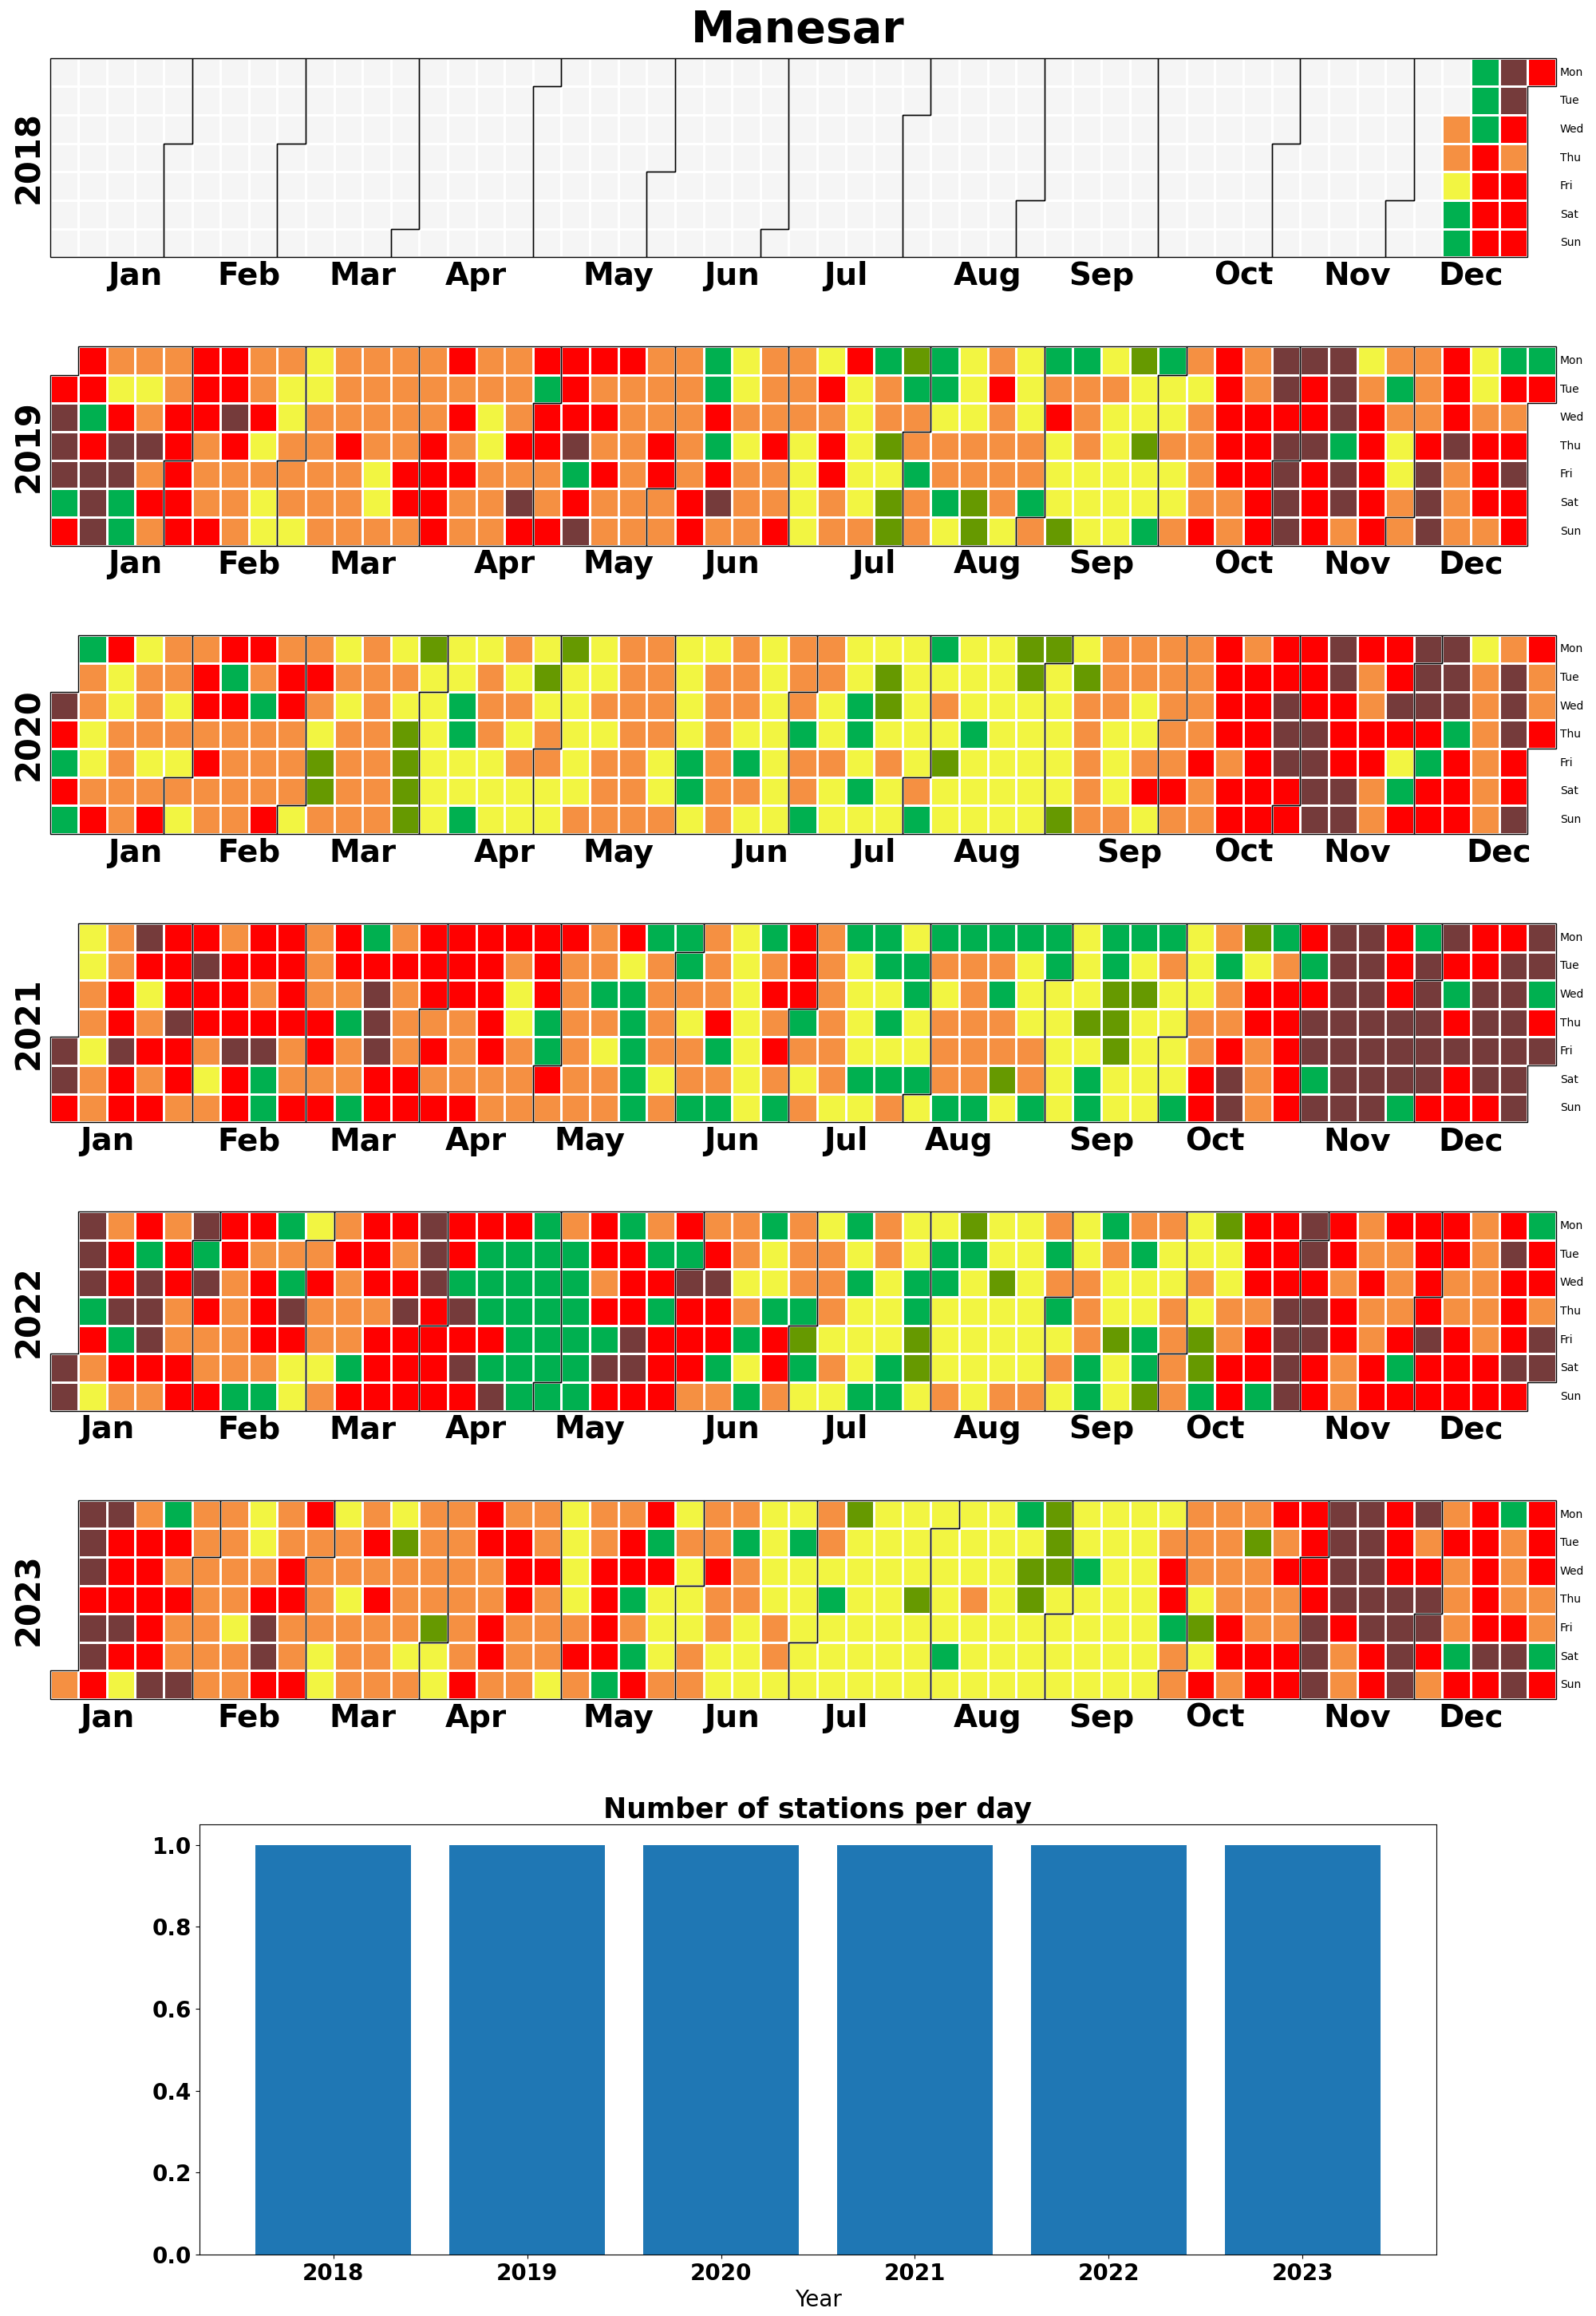 Manesar
2018
Mon
Tue
Wed
Thu
Fri
Sat
Sun
Jan Feb Mar Apr May Jun Jul Aug Sep Oct Nov Dec
2019
Mon
Tue
Wed
Thu
Fri
Sat
Sun
Jan Feb Mar Apr May Jun Jul Aug Sep Oct Nov Dec
2020
Mon
Tue
Wed
Thu
Fri
Sat
Sun
Jan Feb Mar Apr May Jun Jul Aug Sep Oct Nov Dec
2021
Mon
Tue
Wed
Thu
Fri
Sat
Sun
Jan Feb Mar Apr May Jun Jul Aug Sep Oct Nov Dec
2022
Mon
Tue
Wed
Thu
Fri
Sat
Sun
Jan Feb Mar Apr May Jun Jul Aug Sep Oct Nov Dec
2023
Mon
Tue
Wed
Thu
Fri
Sat
Sun
Jan Feb Mar Apr May Jun Jul Aug Sep Oct Nov Dec
Number of stations per day
1.0
0.8
0.6
0.4
0.2
0.0
2018 2019 2020 2021 2022 2023
Year